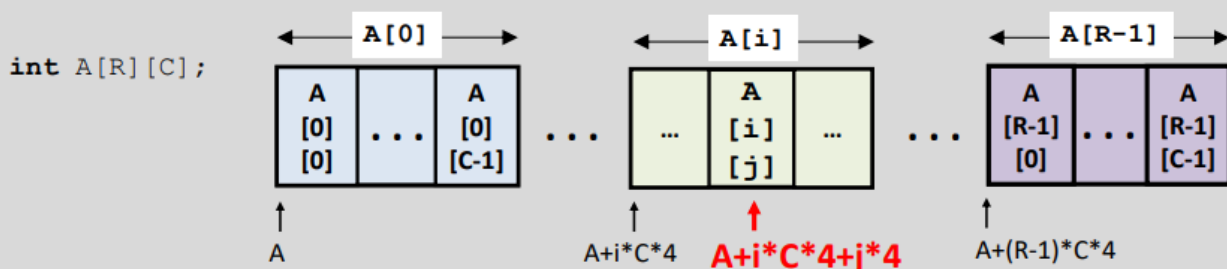 A[0]
A[i]
A[R-1]
int A[R][C];
A
[0]
[0]
...
A
[0]
[C-1]
...
...
A
[i]
[j]
...
...
A
[R-1]
[0]
...
A
[R-1]
[C-1]
A
A+i*C*4
A+i*C*4+j*4
A+(R-1)*C*4